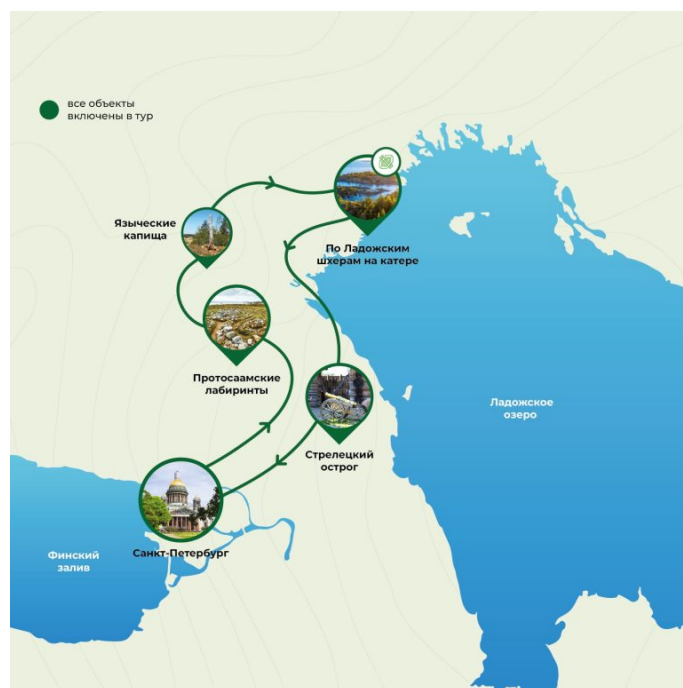 все объекты
включены в тур
Языческие
капища
По Ладожским
шхерам на катере
Протосаамские
лабиринты
Ладожское
озеро
Стрелецкий
острог
Финский
залив
Санкт-Петербург